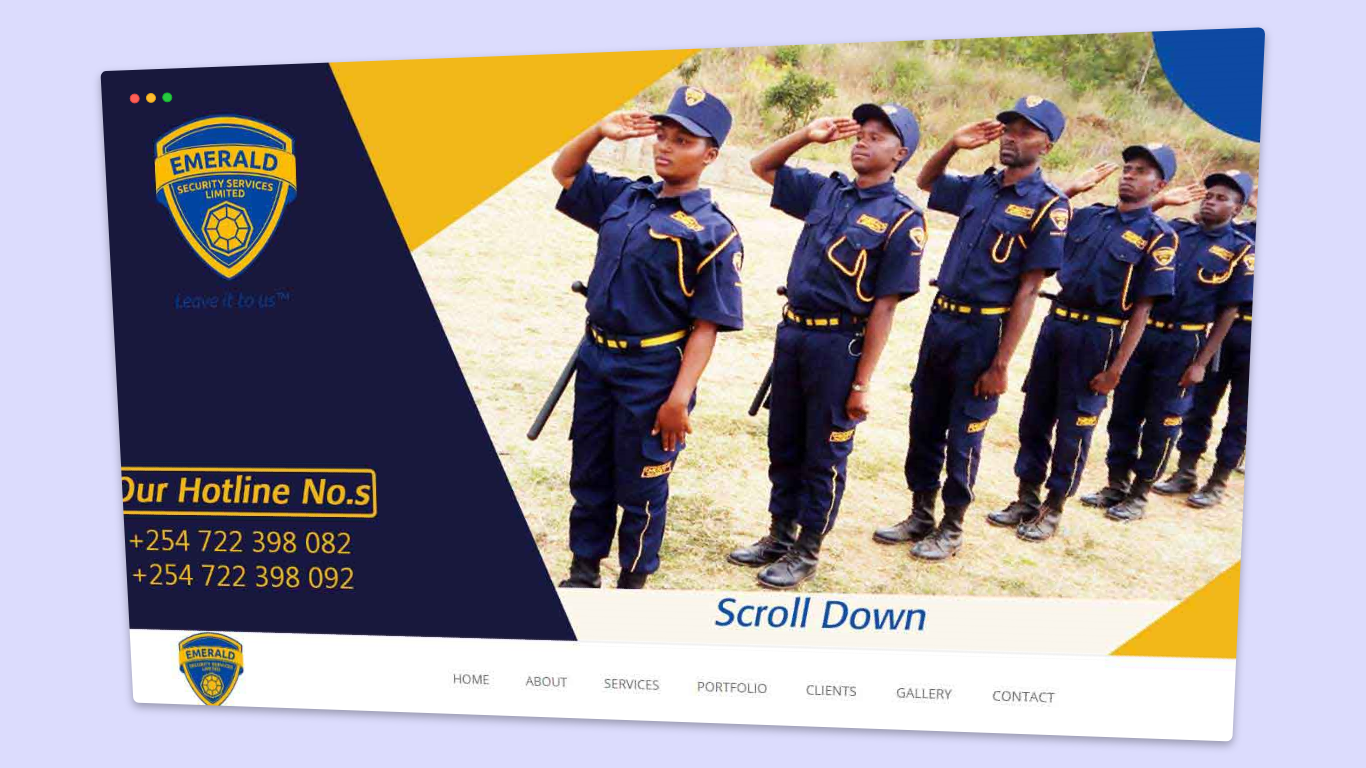 EMERALD
SECURITY SERVICES
LIMITED
Leave it to us™
Our Hotline No.s
+254 722 398 082
+254 722 398 092
Scroll Down
EMERALD
SECURITY SERVICES
LIMITED
HOME ABOUT SERVICES PORTFOLIO CLIENTS GALLERY CONTACT